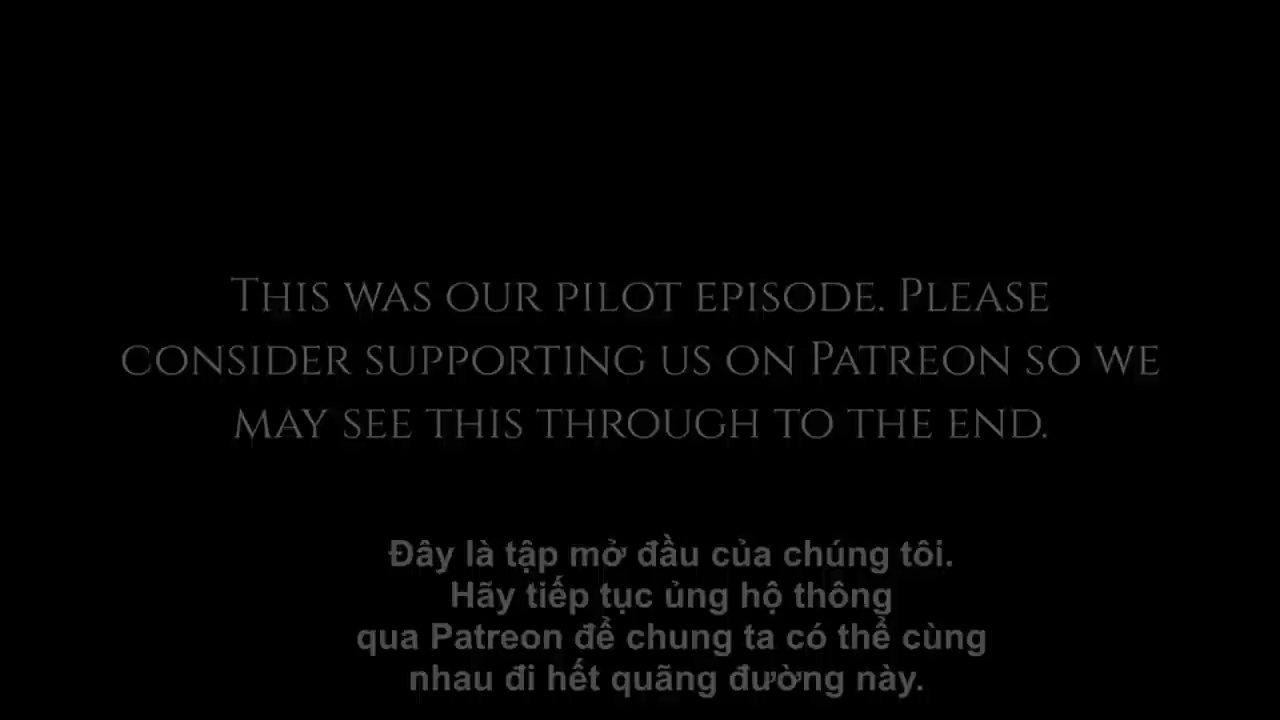 This was our pilot episode. Please
consider supporting us on Patreon so we
may see this through to the end.
Đây là tập mở đầu của chúng tôi.
Hãy tiếp tục ủng hộ thông
qua Patreon để chung ta có thể cùng
nhau đi hết quãng đường này.